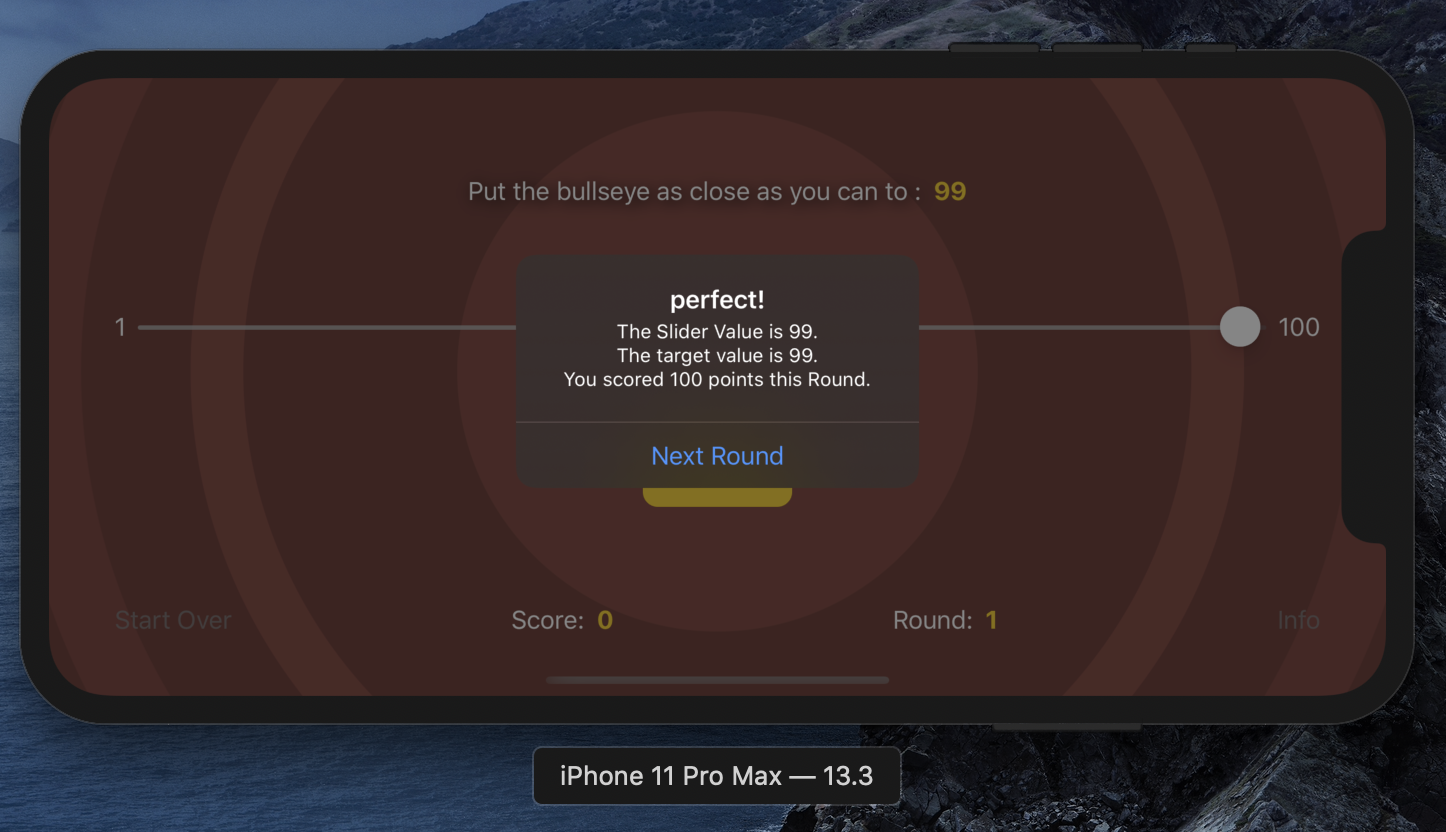 Put the bullseye as close as you can to : 99
perfect!
1
The Slider Value is 99.
100
The target value is 99.
You scored 100 points this Round.
Next Round
Start Over
Score: 0
Round: 1
Info
iPhone 11 Pro Max — 13.3